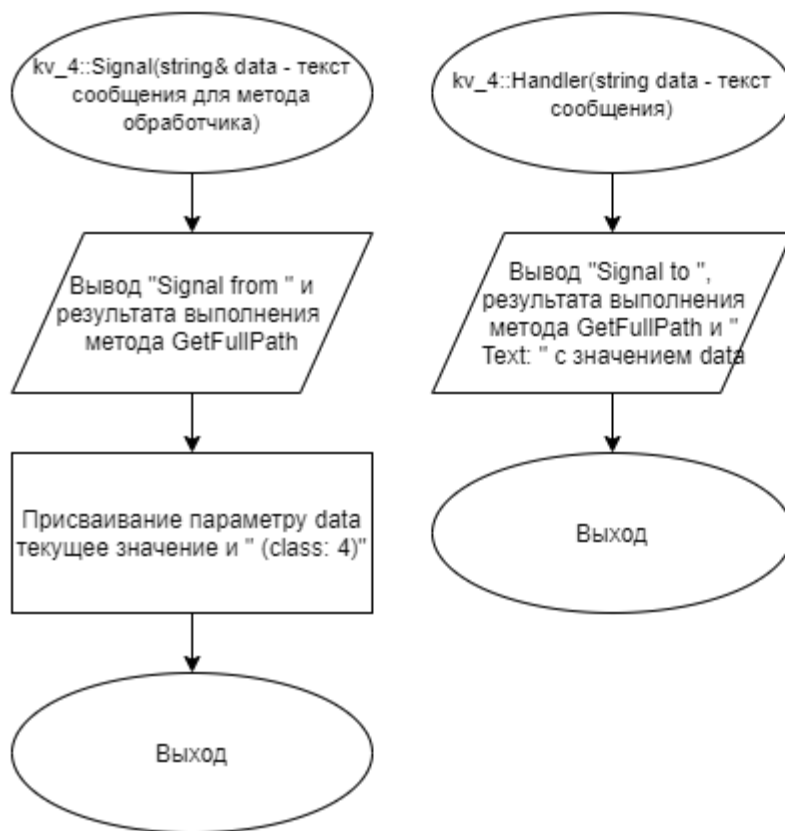 kv_4::Signal(string& data - текст
сообщения для метода
обработчика)
Вывод "Signal from " и
результата выполнения
метода GetFullPath
Присваивание параметру data
текущее значение и " (class: 4)"
Выход
kv_4::Handler(string data - текст
сообщения)
Вывод "Signal to ",
результата выполнения
метода GetFullPath и "
Text: " с значением data
Выход